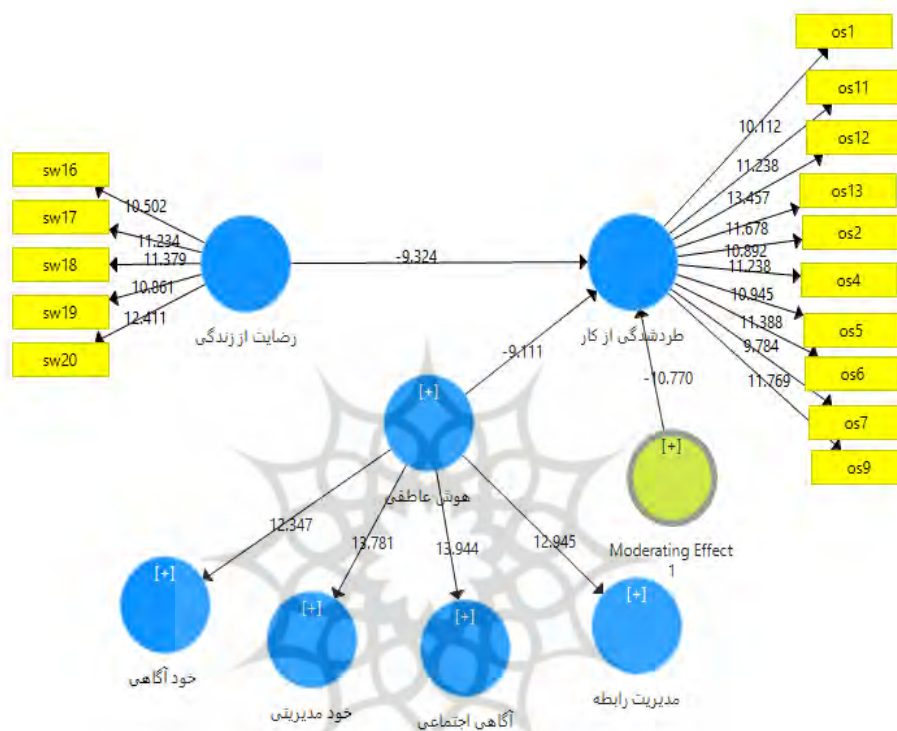 os1
os11
os12
os13
os2
os4
os5
os6
os7
os9
10.112
11.238
13.457
11.678
10.892
11.238
10.945
11.388
9.784
11.769
sw16
sw17
sw18
sw19
sw20
10.502
11.234
11.379
10.861
12.411
-9.324
رضایت از زندگی
طردشدگی از کار
-9.111
-10.770
[+]
هوش عاطفی
[+]
Moderating Effect
1
12.347
13.781
13.944
12.945
[+]
خود آگاهی
[+]
خود مدیریتی
[+]
آگاهی اجتماعی
[+]
مدیریت رابطه